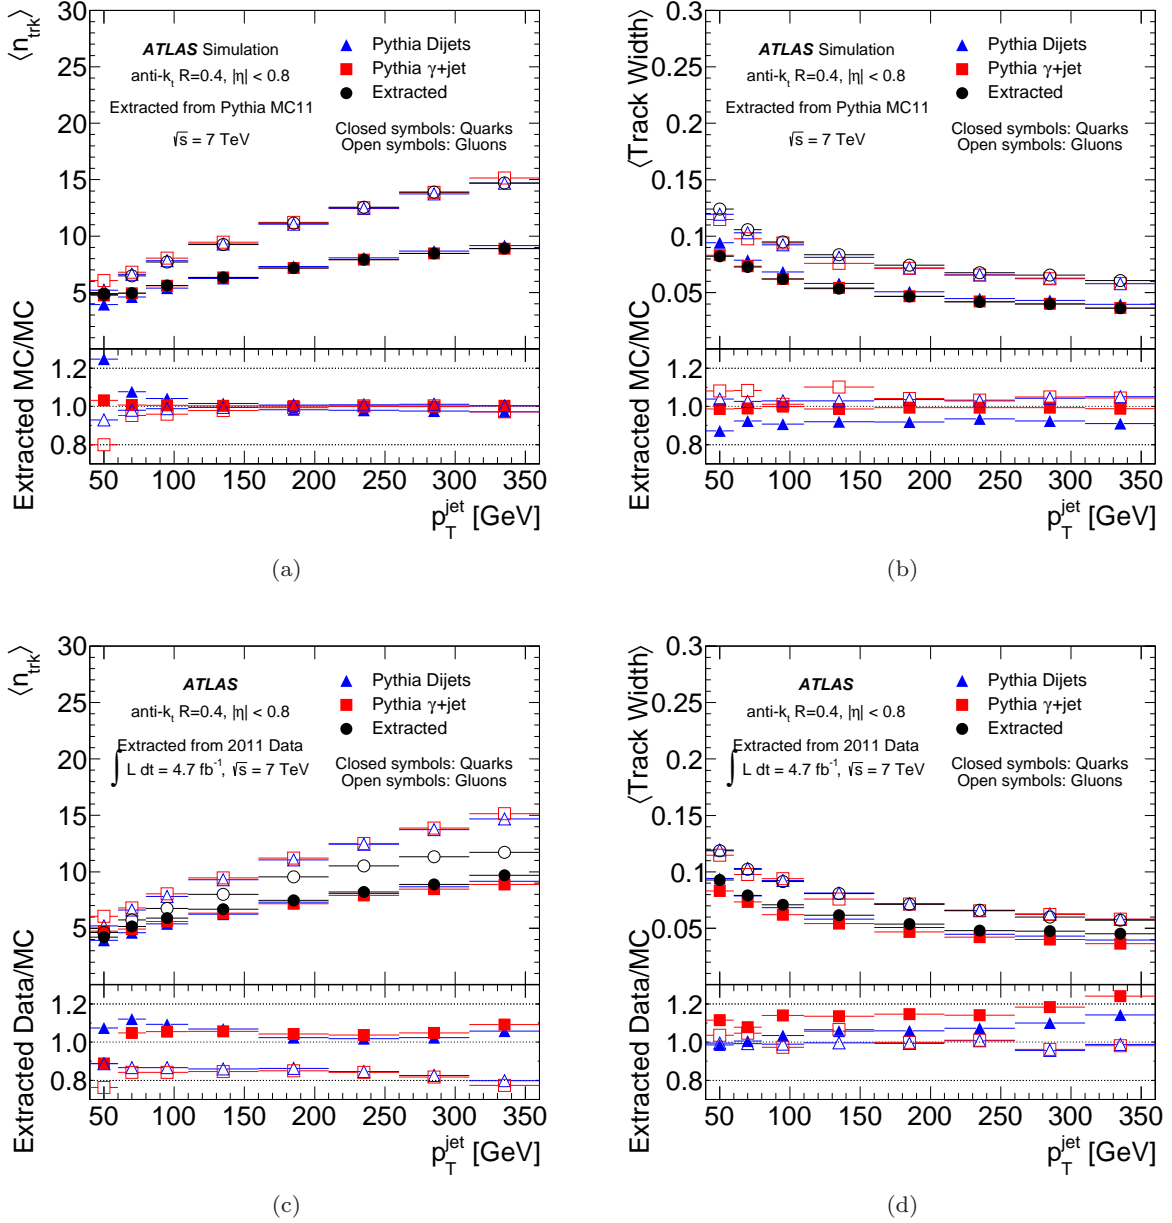 ⟨n_trk⟩
30
25
20
15
10
5
ATLAS Simulation
anti-k_t R=0.4, |η| < 0.8
Extracted from Pythia MC11
√s = 7 TeV
Pythia Dijets
Pythia γ+jet
Extracted
Closed symbols: Quarks
Open symbols: Gluons
Extracted MC/MC
1.2
1.0
0.8
50 100 150 200 250 300 350
p_T^jet [GeV]
(a)
⟨Track Width⟩
0.3
0.25
0.2
0.15
0.1
0.05
ATLAS Simulation
anti-k_t R=0.4, |η| < 0.8
Extracted from Pythia MC11
√s = 7 TeV
Pythia Dijets
Pythia γ+jet
Extracted
Closed symbols: Quarks
Open symbols: Gluons
Extracted MC/MC
1.2
1.0
0.8
50 100 150 200 250 300 350
p_T^jet [GeV]
(b)
⟨n_trk⟩
30
25
20
15
10
5
ATLAS
anti-k_t R=0.4, |η| < 0.8
Extracted from 2011 Data
∫ L dt = 4.7 fb⁻¹, √s = 7 TeV
Pythia Dijets
Pythia γ+jet
Extracted
Closed symbols: Quarks
Open symbols: Gluons
Extracted Data/MC
1.2
1.0
0.8
50 100 150 200 250 300 350
p_T^jet [GeV]
(c)
⟨Track Width⟩
0.3
0.25
0.2
0.15
0.1
0.05
ATLAS
anti-k_t R=0.4, |η| < 0.8
Extracted from 2011 Data
∫ L dt = 4.7 fb⁻¹, √s = 7 TeV
Pythia Dijets
Pythia γ+jet
Extracted
Closed symbols: Quarks
Open symbols: Gluons
Extracted Data/MC
1.2
1.0
0.8
50 100 150 200 250 300 350
p_T^jet [GeV]
(d)